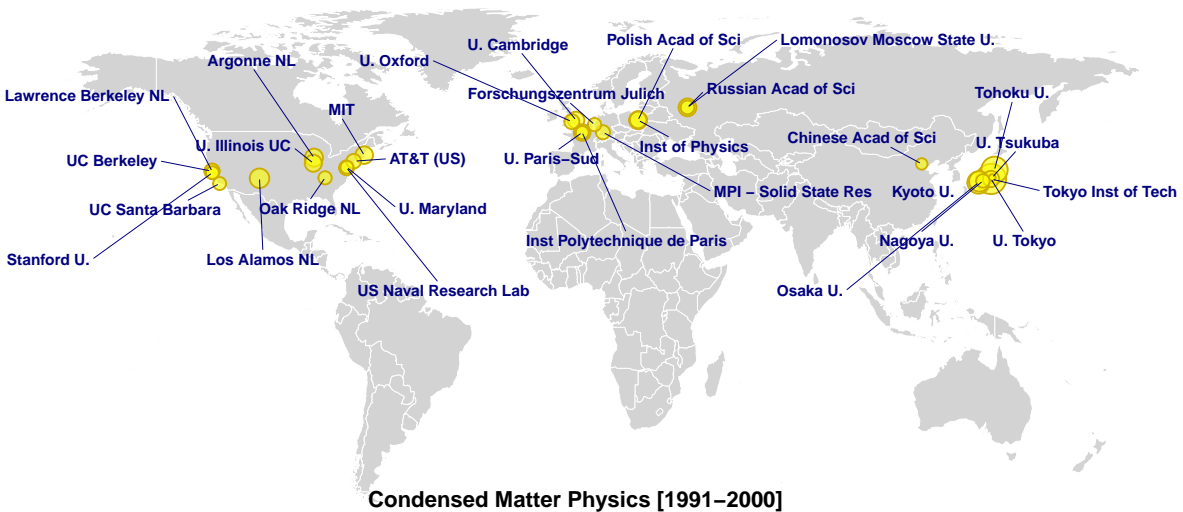 U. Cambridge
Polish Acad of Sci
Lomonosov Moscow State U.
Argonne NL
U. Oxford
Lawrence Berkeley NL
Forschungszentrum Julich
Russian Acad of Sci
Tohoku U.
MIT
Chinese Acad of Sci
U. Tsukuba
U. Illinois UC
Inst of Physics
UC Berkeley
AT&T (US)
U. Paris−Sud
MPI − Solid State Res
Kyoto U.
Tokyo Inst of Tech
UC Santa Barbara
Oak Ridge NL
U. Maryland
Inst Polytechnique de Paris
Nagoya U.
U. Tokyo
Stanford U.
Los Alamos NL
US Naval Research Lab
Osaka U.
Condensed Matter Physics [1991−2000]